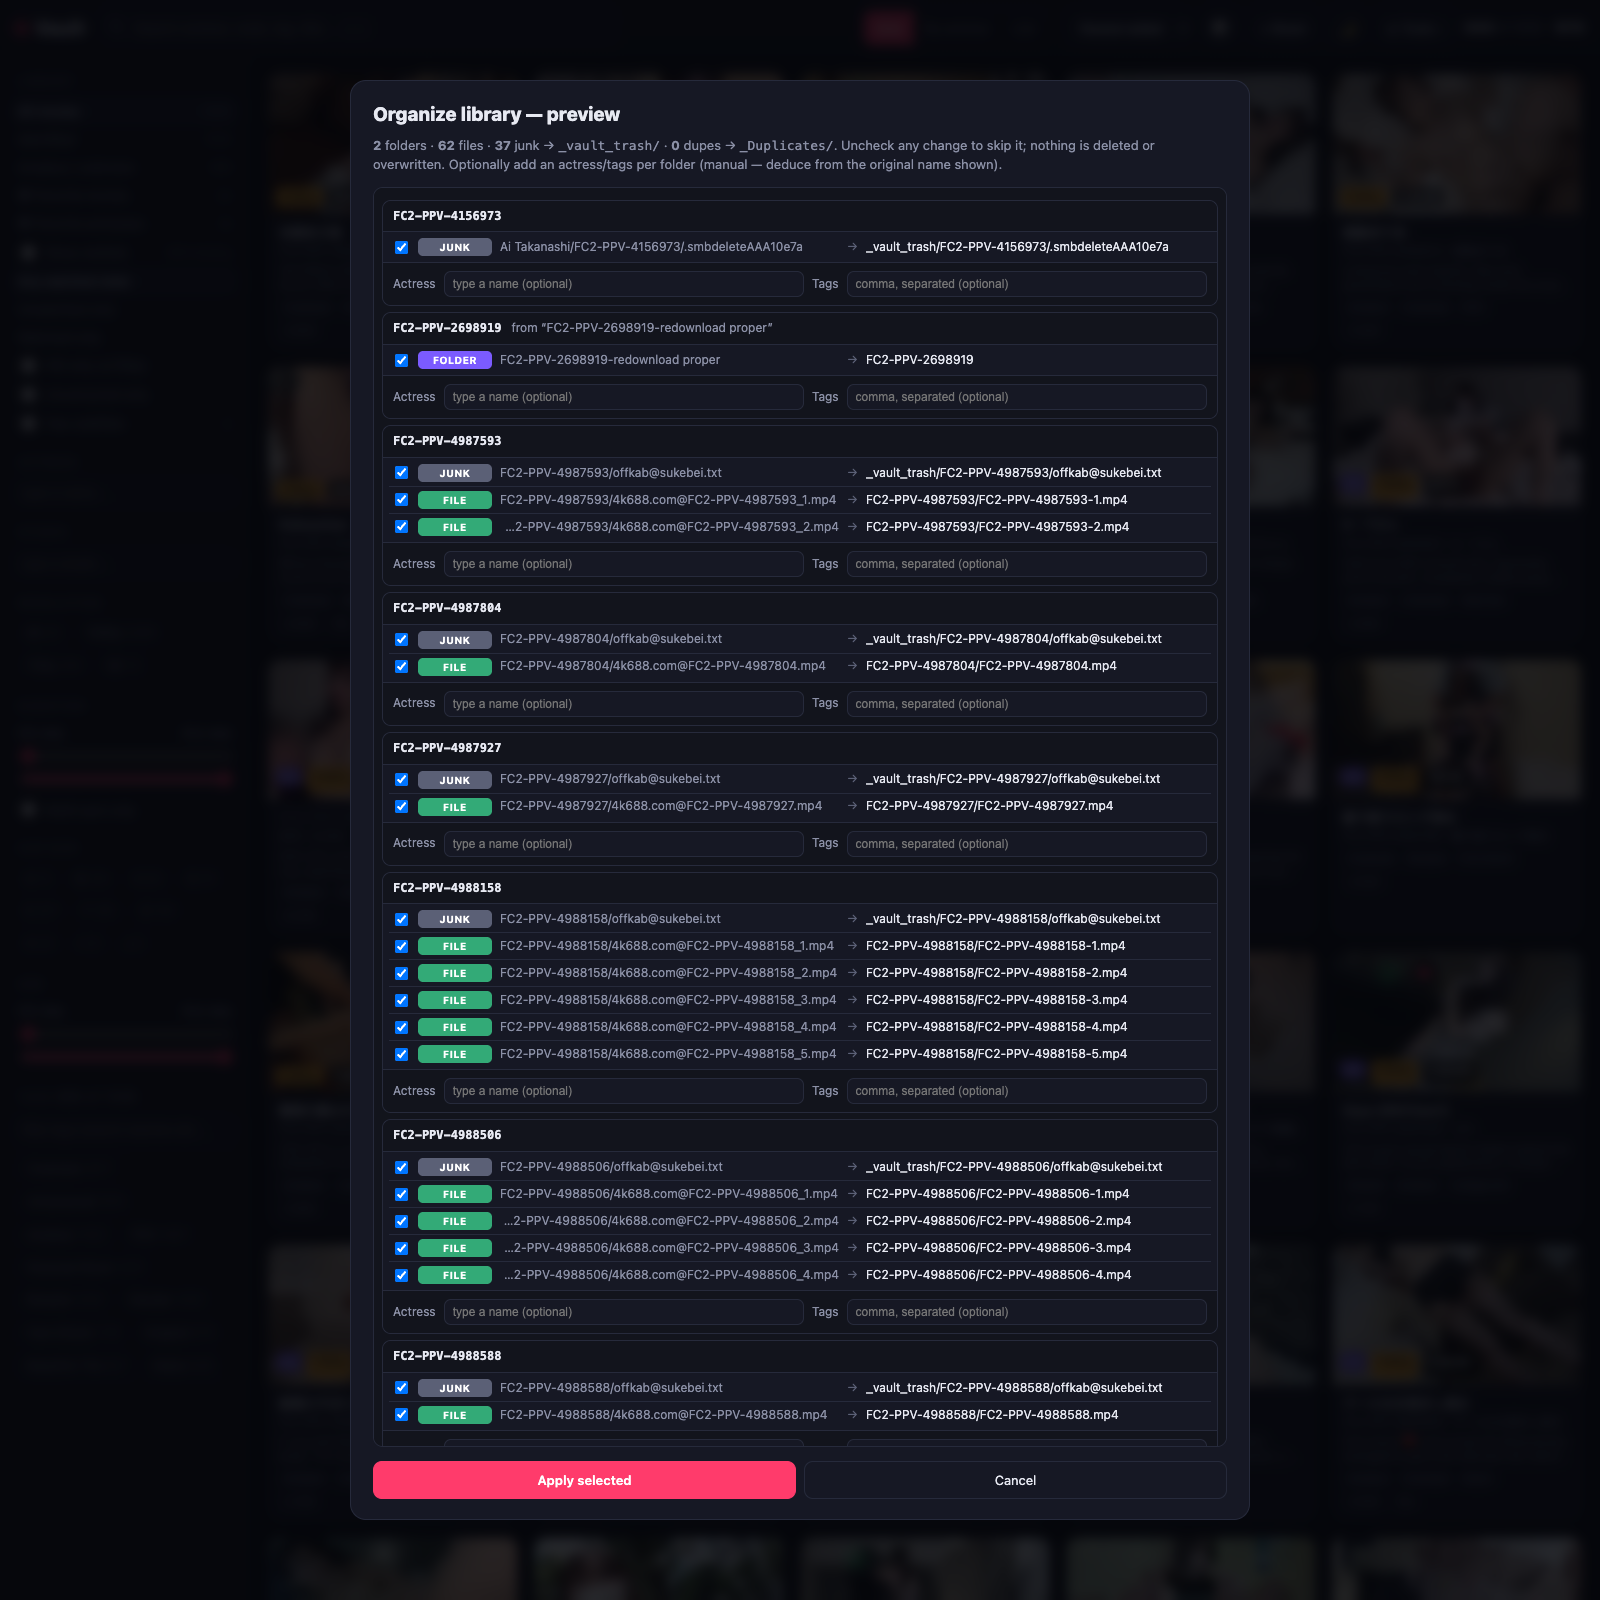 Organize library — preview
2 folders · 62 files · 37 junk → _vault_trash/ · 0 dupes → _Duplicates/. Uncheck any change to skip it; nothing is deleted or
overwritten. Optionally add an actress/tags per folder (manual — deduce from the original name shown).
FC2-PPV-4156973
JUNK Ai Takanashi/FC2-PPV-4156973/.smbdeleteAAA10e7a → _vault_trash/FC2-PPV-4156973/.smbdeleteAAA10e7a
Actress type a name (optional) Tags comma, separated (optional)
FC2-PPV-2698919 from "FC2-PPV-2698919-redownload proper"
FOLDER FC2-PPV-2698919-redownload proper → FC2-PPV-2698919
Actress type a name (optional) Tags comma, separated (optional)
FC2-PPV-4987593
JUNK FC2-PPV-4987593/offkab@sukebei.txt → _vault_trash/FC2-PPV-4987593/offkab@sukebei.txt
FILE FC2-PPV-4987593/4k688.com@FC2-PPV-4987593_1.mp4 → FC2-PPV-4987593/FC2-PPV-4987593-1.mp4
FILE ...2-PPV-4987593/4k688.com@FC2-PPV-4987593_2.mp4 → FC2-PPV-4987593/FC2-PPV-4987593-2.mp4
Actress type a name (optional) Tags comma, separated (optional)
FC2-PPV-4987804
JUNK FC2-PPV-4987804/offkab@sukebei.txt → _vault_trash/FC2-PPV-4987804/offkab@sukebei.txt
FILE FC2-PPV-4987804/4k688.com@FC2-PPV-4987804.mp4 → FC2-PPV-4987804/FC2-PPV-4987804.mp4
Actress type a name (optional) Tags comma, separated (optional)
FC2-PPV-4987927
JUNK FC2-PPV-4987927/offkab@sukebei.txt → _vault_trash/FC2-PPV-4987927/offkab@sukebei.txt
FILE FC2-PPV-4987927/4k688.com@FC2-PPV-4987927.mp4 → FC2-PPV-4987927/FC2-PPV-4987927.mp4
Actress type a name (optional) Tags comma, separated (optional)
FC2-PPV-4988158
JUNK FC2-PPV-4988158/offkab@sukebei.txt → _vault_trash/FC2-PPV-4988158/offkab@sukebei.txt
FILE FC2-PPV-4988158/4k688.com@FC2-PPV-4988158_1.mp4 → FC2-PPV-4988158/FC2-PPV-4988158-1.mp4
FILE FC2-PPV-4988158/4k688.com@FC2-PPV-4988158_2.mp4 → FC2-PPV-4988158/FC2-PPV-4988158-2.mp4
FILE FC2-PPV-4988158/4k688.com@FC2-PPV-4988158_3.mp4 → FC2-PPV-4988158/FC2-PPV-4988158-3.mp4
FILE FC2-PPV-4988158/4k688.com@FC2-PPV-4988158_4.mp4 → FC2-PPV-4988158/FC2-PPV-4988158-4.mp4
FILE FC2-PPV-4988158/4k688.com@FC2-PPV-4988158_5.mp4 → FC2-PPV-4988158/FC2-PPV-4988158-5.mp4
Actress type a name (optional) Tags comma, separated (optional)
FC2-PPV-4988506
JUNK FC2-PPV-4988506/offkab@sukebei.txt → _vault_trash/FC2-PPV-4988506/offkab@sukebei.txt
FILE FC2-PPV-4988506/4k688.com@FC2-PPV-4988506_1.mp4 → FC2-PPV-4988506/FC2-PPV-4988506-1.mp4
FILE ...2-PPV-4988506/4k688.com@FC2-PPV-4988506_2.mp4 → FC2-PPV-4988506/FC2-PPV-4988506-2.mp4
FILE ...2-PPV-4988506/4k688.com@FC2-PPV-4988506_3.mp4 → FC2-PPV-4988506/FC2-PPV-4988506-3.mp4
FILE ...2-PPV-4988506/4k688.com@FC2-PPV-4988506_4.mp4 → FC2-PPV-4988506/FC2-PPV-4988506-4.mp4
Actress type a name (optional) Tags comma, separated (optional)
FC2-PPV-4988588
JUNK FC2-PPV-4988588/offkab@sukebei.txt → _vault_trash/FC2-PPV-4988588/offkab@sukebei.txt
FILE FC2-PPV-4988588/4k688.com@FC2-PPV-4988588.mp4 → FC2-PPV-4988588/FC2-PPV-4988588.mp4
Apply selected Cancel